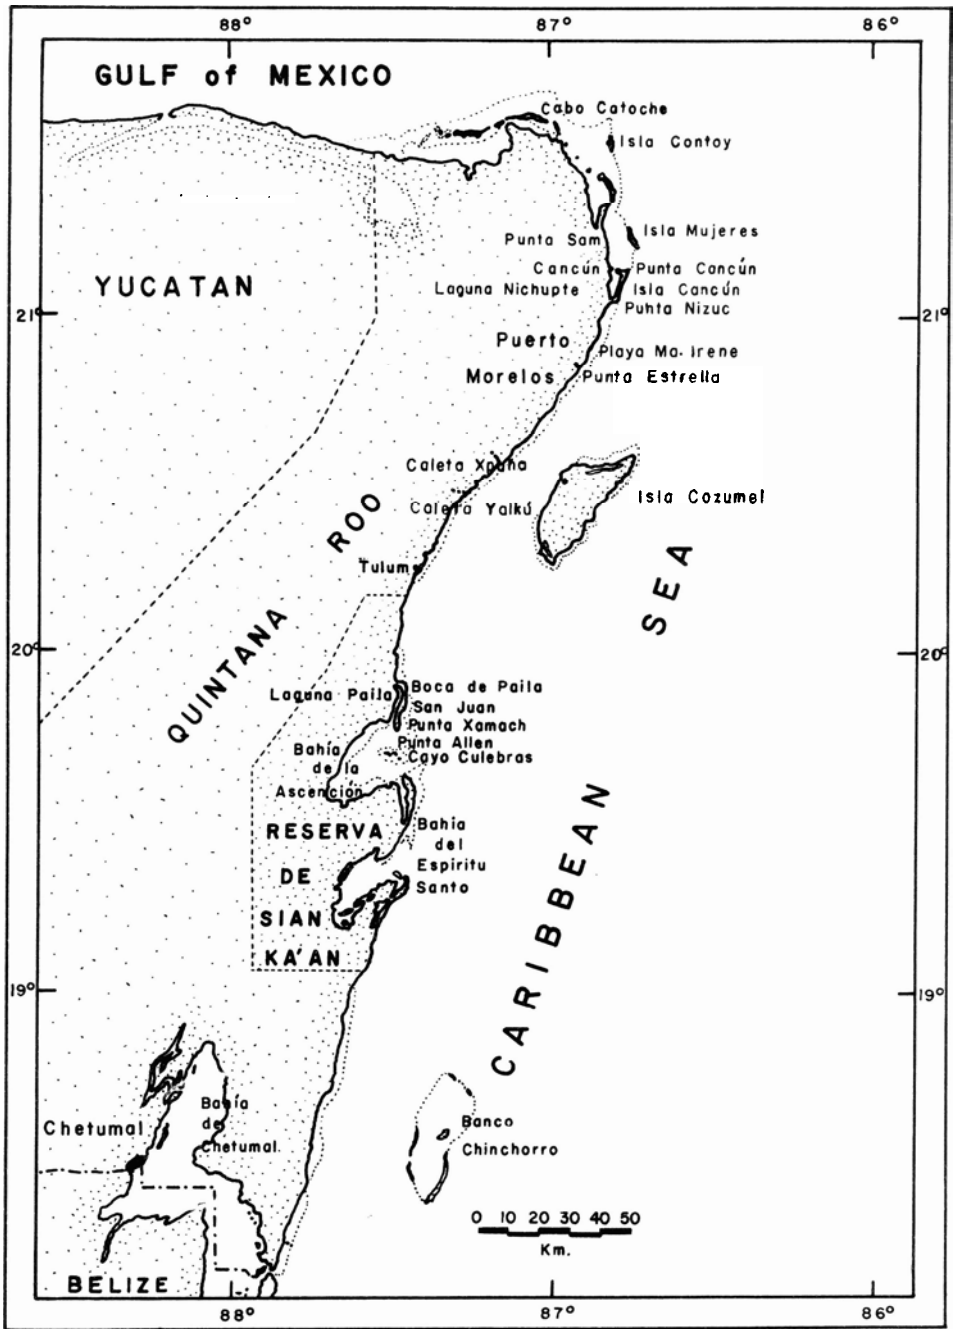 88° 87° 86°
GULF of MEXICO
Cabo Catoche
Isla Contoy
Isla Mujeres
Punta Sam
Cancún Punta Cancún
Laguna Nichupte Isla Cancún
YUCATAN
Puhta Nizuc
21° 21°
Puerto
Playa Ma. Irene
Morelos Punta Estrella
Caleta Xpuha
Isla Cozumel
Caleta Yalkú
QUINTANA ROO
Tulum
CARIBBEAN SEA
20° 20°
Laguna Paila Boca de Paila
San Juan
Punta Xamach
Punta Allen
Cayo Culebras
Bahía
de la
Ascención
RESERVA
DE
SIAN
KA'AN
Bahía
del
Espiritu
Santo
19° 19°
Chetumal
Bahía
de
Chetumal
Banco
Chinchorro
0 10 20 30 40 50
Km.
BELIZE
88° 87° 86°